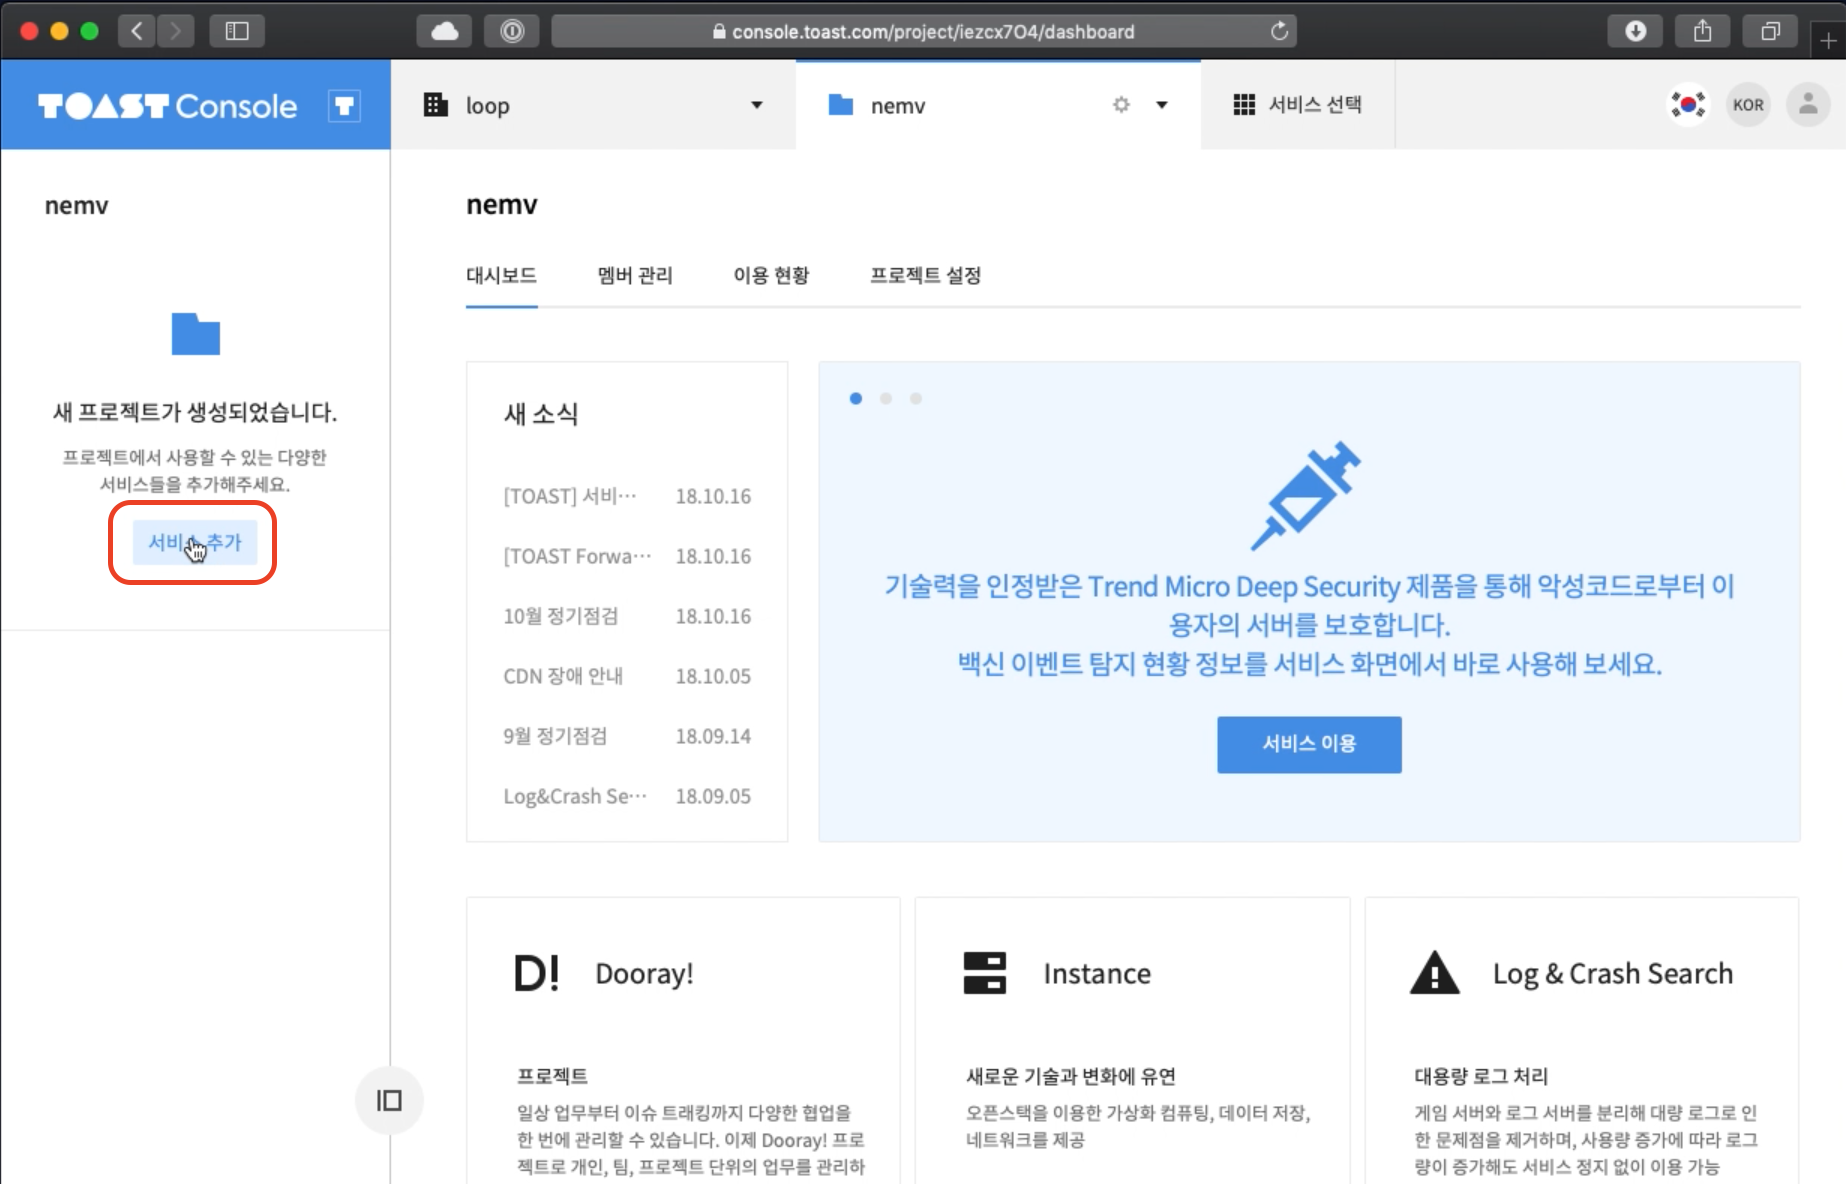 console.toast.com/project/iezcx7O4/dashboard
TOAST Console
loop
nemv
서비스 선택
KOR
nemv
새 프로젝트가 생성되었습니다.
프로젝트에서 사용할 수 있는 다양한
서비스들을 추가해주세요.
서비스 추가
nemv
대시보드
멤버 관리
이용 현황
프로젝트 설정
새 소식
[TOAST] 서비⋯ 18.10.16
[TOAST Forwa⋯ 18.10.16
10월 정기점검 18.10.16
CDN 장애 안내 18.10.05
9월 정기점검 18.09.14
Log&Crash Se⋯ 18.09.05
기술력을 인정받은 Trend Micro Deep Security 제품을 통해 악성코드로부터 이
용자의 서버를 보호합니다.
백신 이벤트 탐지 현황 정보를 서비스 화면에서 바로 사용해 보세요.
서비스 이용
D! Dooray!
프로젝트
일상 업무부터 이슈 트래킹까지 다양한 협업을
한 번에 관리할 수 있습니다. 이제 Dooray! 프로
젝트로 개인, 팀, 프로젝트 단위의 업무를 관리하
Instance
새로운 기술과 변화에 유연
오픈스택을 이용한 가상화 컴퓨팅, 데이터 저장,
네트워크를 제공
Log & Crash Search
대용량 로그 처리
게임 서버와 로그 서버를 분리해 대량 로그로 인
한 문제점을 제거하며, 사용량 증가에 따라 로그
량이 증가해도 서비스 정지 없이 이용 가능